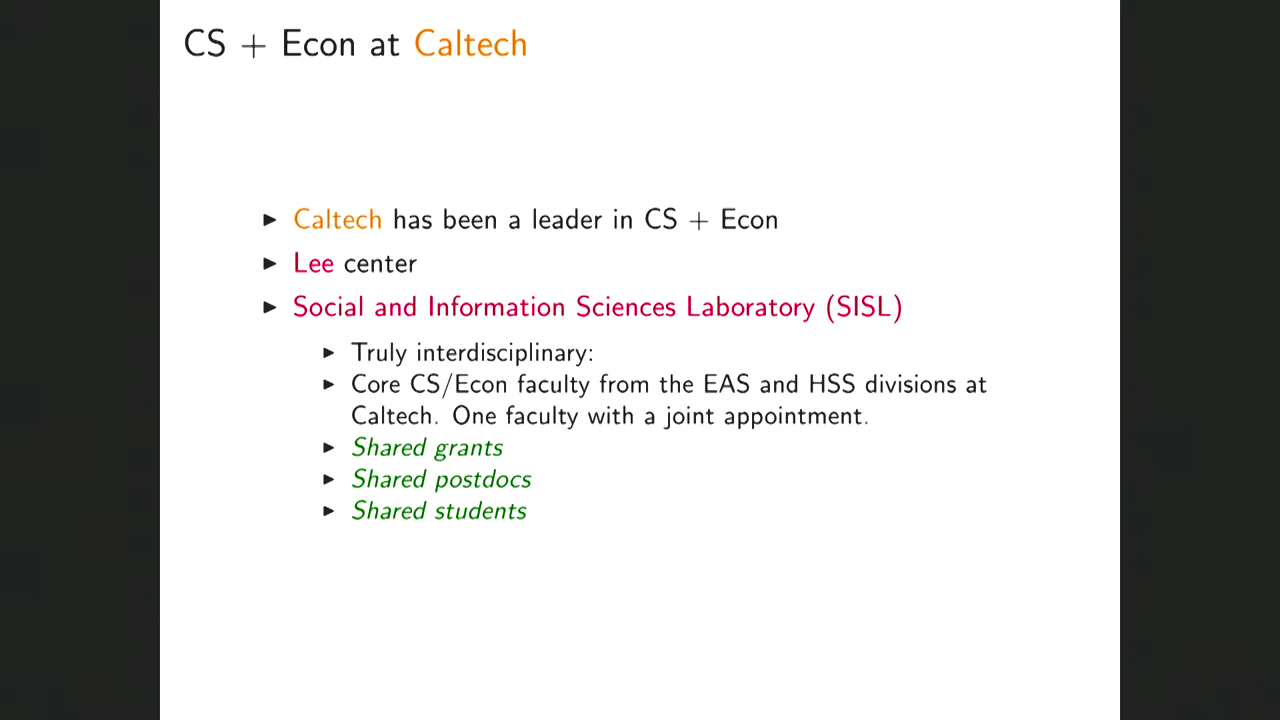 CS + Econ at Caltech
▶ Caltech has been a leader in CS + Econ
▶ Lee center
▶ Social and Information Sciences Laboratory (SISL)
▶ Truly interdisciplinary:
▶ Core CS/Econ faculty from the EAS and HSS divisions at
Caltech. One faculty with a joint appointment.
▶ Shared grants
▶ Shared postdocs
▶ Shared students